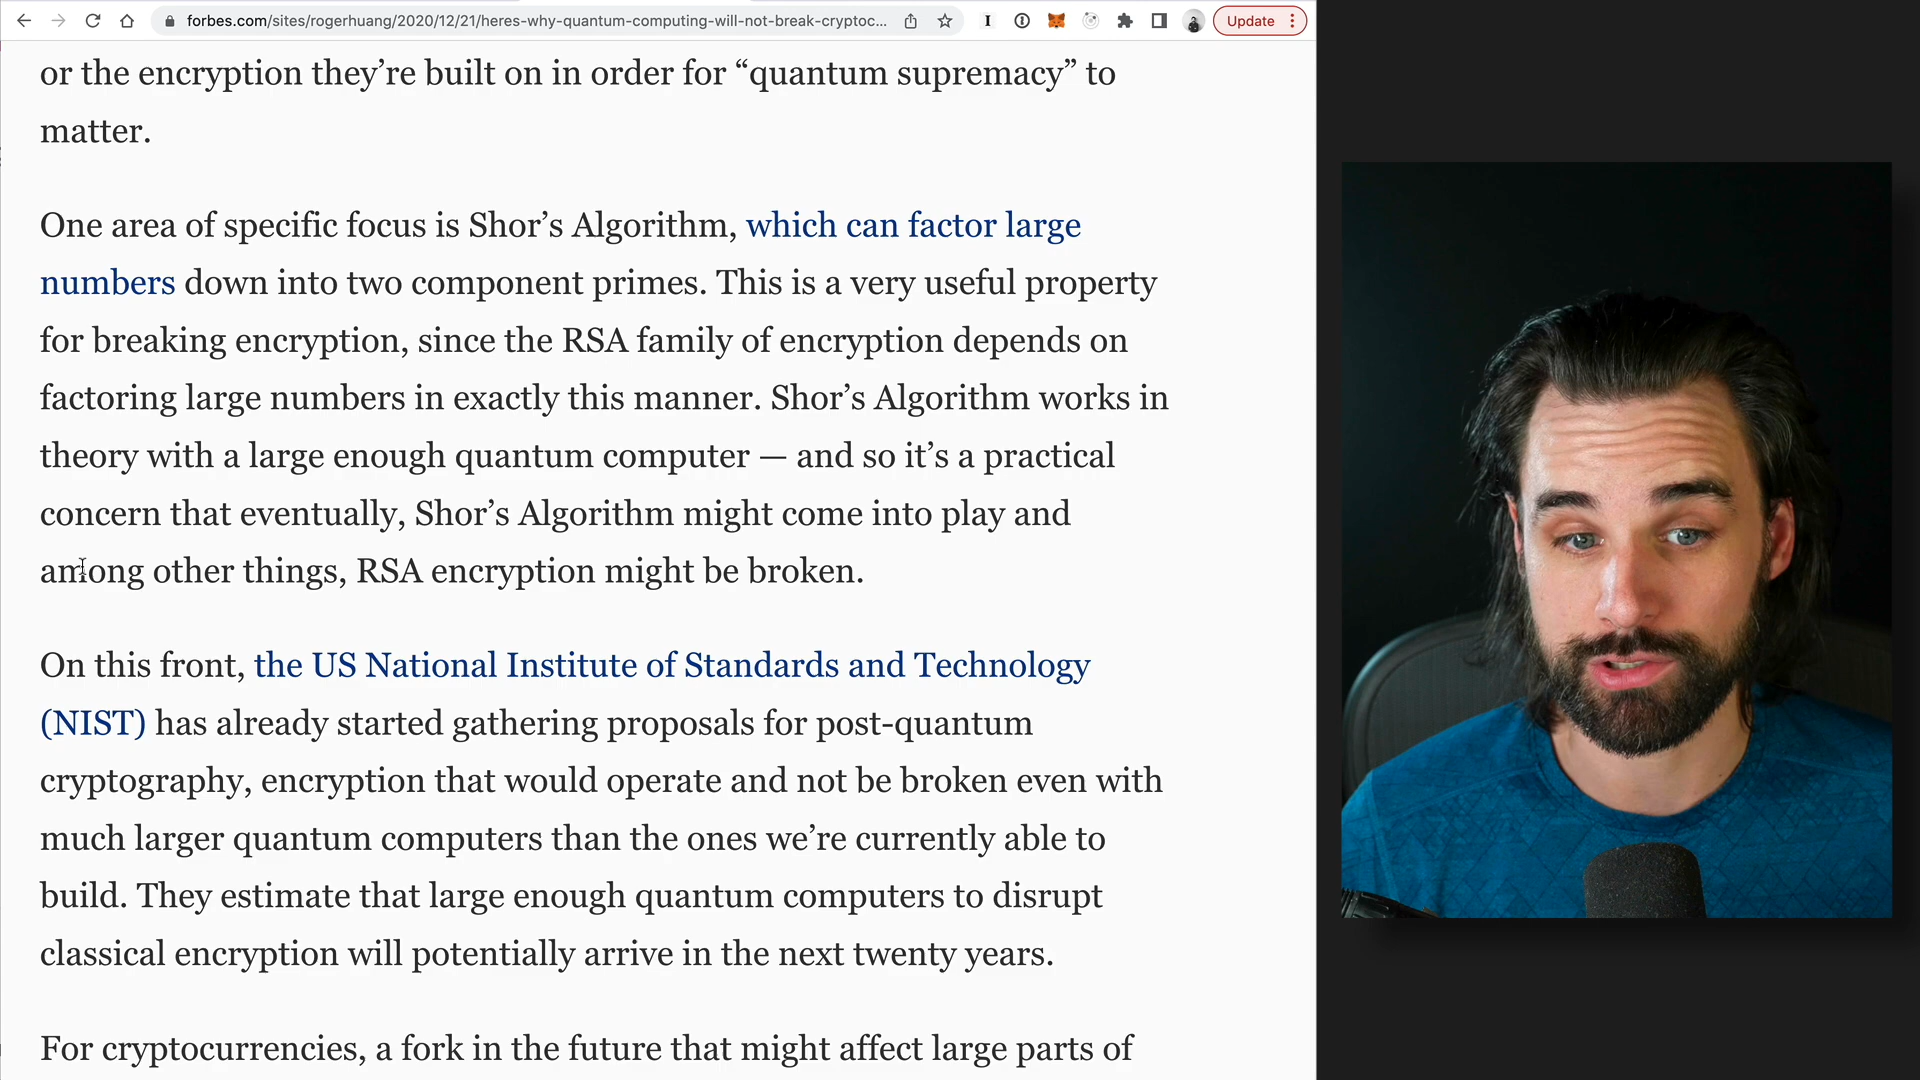 forbes.com/sites/rogerhuang/2020/12/21/heres-why-quantum-computing-will-not-break-cryptoc...
Update
or the encryption they’re built on in order for “quantum supremacy” to
matter.
One area of specific focus is Shor’s Algorithm, which can factor large
numbers down into two component primes. This is a very useful property
for breaking encryption, since the RSA family of encryption depends on
factoring large numbers in exactly this manner. Shor’s Algorithm works in
theory with a large enough quantum computer — and so it’s a practical
concern that eventually, Shor’s Algorithm might come into play and
among other things, RSA encryption might be broken.
On this front, the US National Institute of Standards and Technology
(NIST) has already started gathering proposals for post-quantum
cryptography, encryption that would operate and not be broken even with
much larger quantum computers than the ones we’re currently able to
build. They estimate that large enough quantum computers to disrupt
classical encryption will potentially arrive in the next twenty years.
For cryptocurrencies, a fork in the future that might affect large parts of